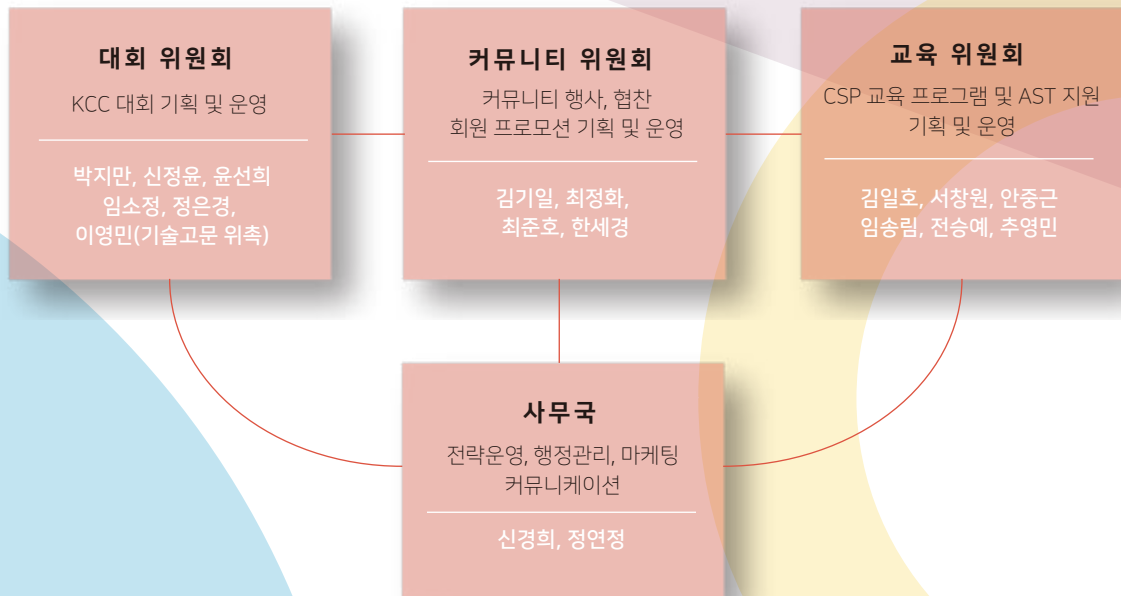 대회 위원회
KCC 대회 기획 및 운영
박지만, 신정윤, 윤선희
임소정, 정은경,
이영민(기술고문 위촉)
커뮤니티 위원회
커뮤니티 행사, 협찬
회원 프로모션 기획 및 운영
김기일, 최정화,
최준호, 한세경
교육 위원회
CSP 교육 프로그램 및 AST 지원
기획 및 운영
김일호, 서창원, 안중근
임송림, 전승예, 추영민
사무국
전략운영, 행정관리, 마케팅
커뮤니케이션
신경희, 정연정